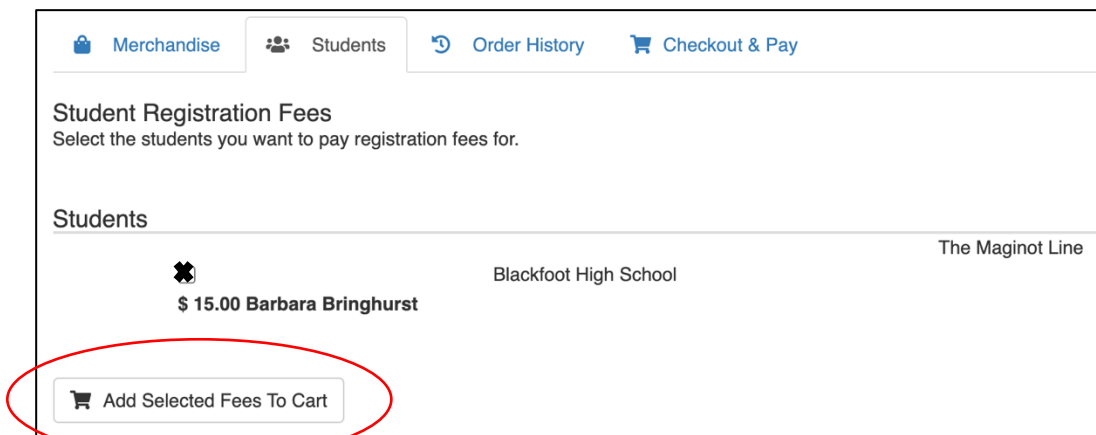 Merchandise Students Order History Checkout & Pay
Student Registration Fees
Select the students you want to pay registration fees for.
Students
The Maginot Line
Blackfoot High School
$ 15.00 Barbara Bringhurst
Add Selected Fees To Cart